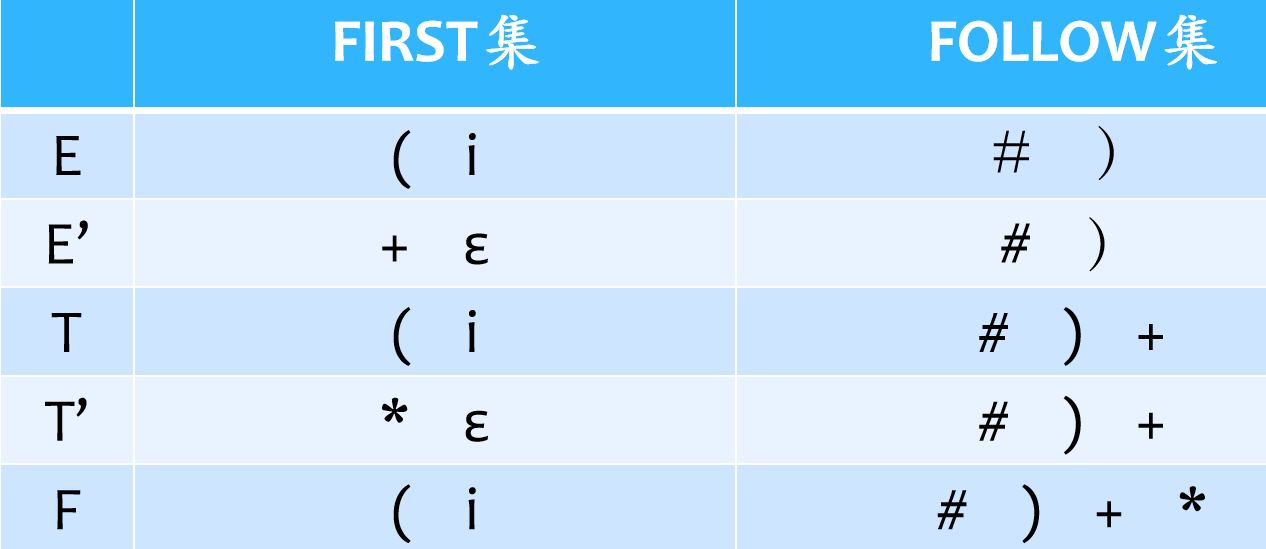 FIRST集 FOLLOW集
E ( i # )
E’ + ε # )
T ( i # ) +
T’ * ε # ) +
F ( i # ) + *